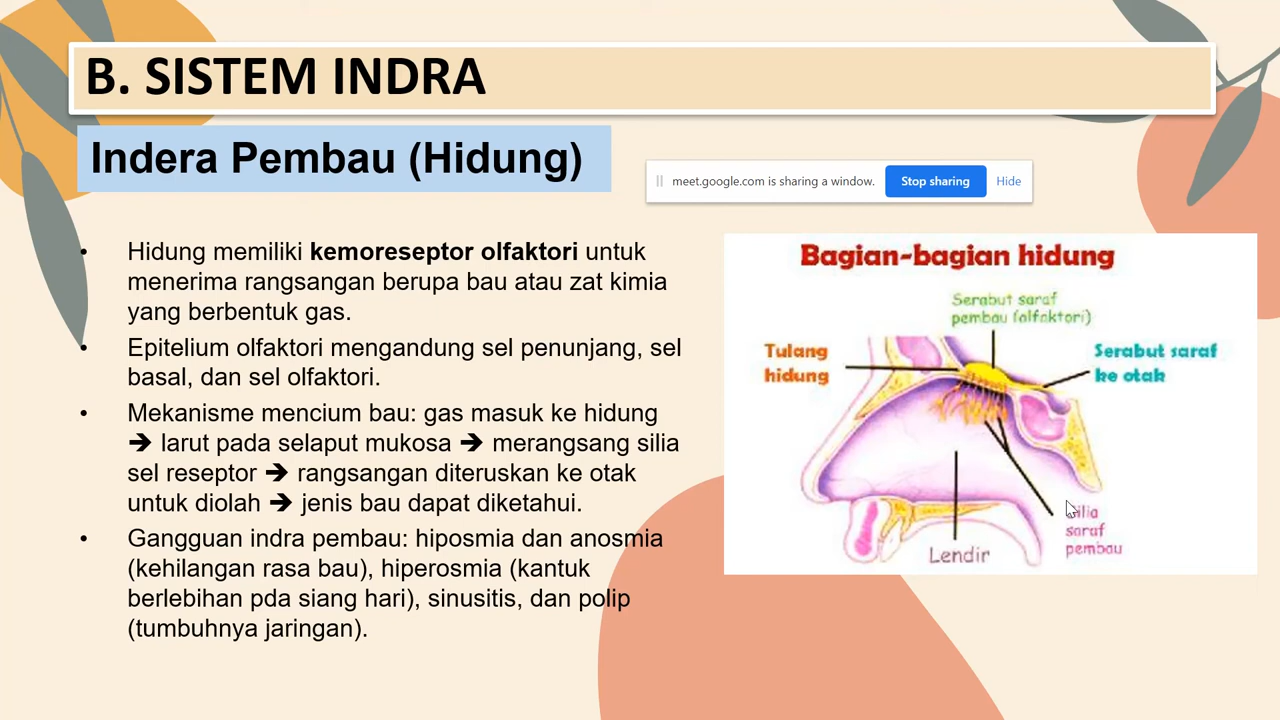 B. SISTEM INDRA
Indera Pembau (Hidung)
meet.google.com is sharing a window. Stop sharing Hide
• Hidung memiliki kemoreseptor olfaktori untuk
menerima rangsangan berupa bau atau zat kimia
yang berbentuk gas.
• Epitelium olfaktori mengandung sel penunjang, sel
basal, dan sel olfaktori.
• Mekanisme mencium bau: gas masuk ke hidung
➔ larut pada selaput mukosa ➔ merangsang silia
sel reseptor ➔ rangsangan diteruskan ke otak
untuk diolah ➔ jenis bau dapat diketahui.
• Gangguan indra pembau: hiposmia dan anosmia
(kehilangan rasa bau), hiperosmia (kantuk
berlebihan pda siang hari), sinusitis, dan polip
(tumbuhnya jaringan).
Bagian-bagian hidung
Serabut saraf
pembau (olfaktori)
Tulang
hidung
Serabut saraf
ke otak
Silia
saraf
pembau
Lendir